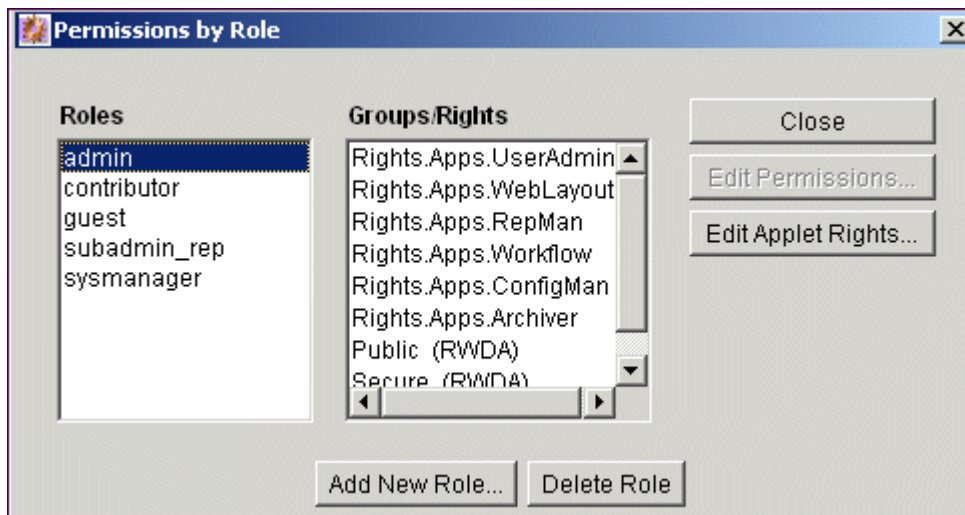 Permissions by Role
Roles
admin
contributor
guest
subadmin_rep
sysmanager
Groups/Rights
Rights.Apps.UserAdmin
Rights.Apps.WebLayout
Rights.Apps.RepMan
Rights.Apps.Workflow
Rights.Apps.ConfigMan
Rights.Apps.Archiver
Public (RWDA)
Secure (RWDA)
Close
Edit Permissions...
Edit Applet Rights...
Add New Role...
Delete Role